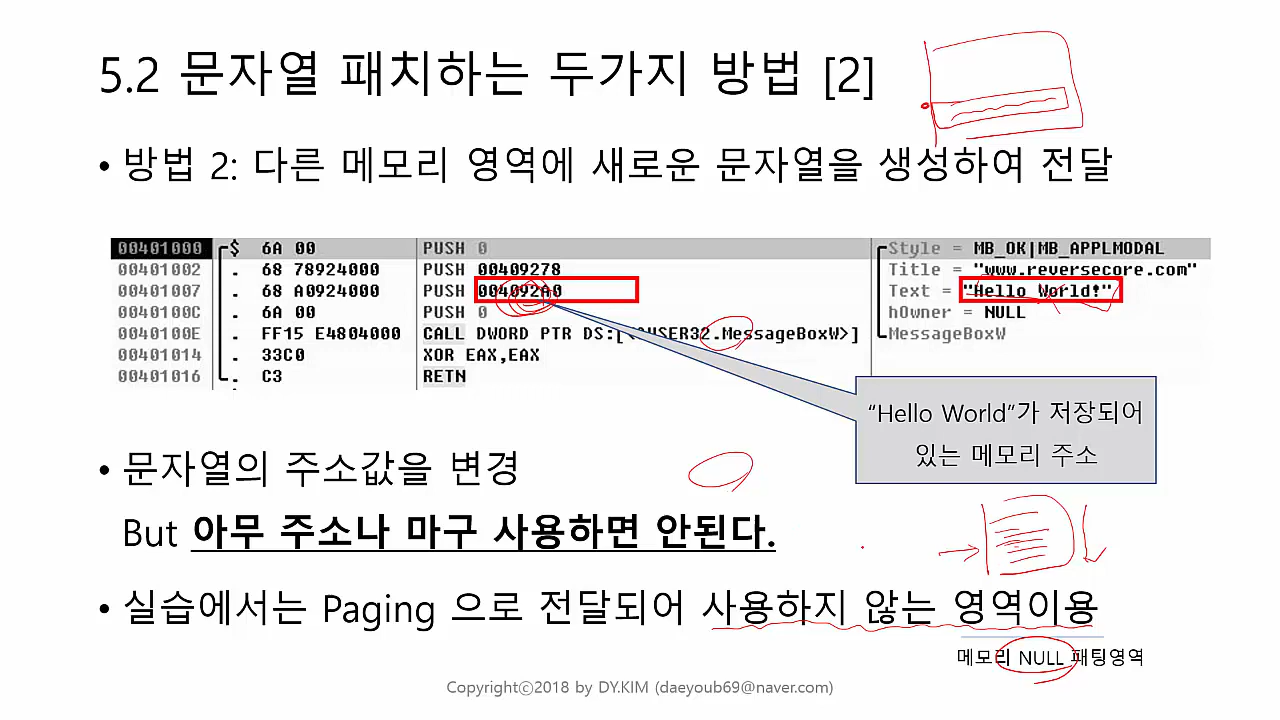 5.2 문자열 패치하는 두가지 방법 [2]
• 방법 2: 다른 메모리 영역에 새로운 문자열을 생성하여 전달
00401000 $ 6A 00 PUSH 0 Style = MB_OK|MB_APPLMODAL
00401002 . 68 78924000 PUSH 00409278 Title = "www.reversecore.com"
00401007 . 68 A0924000 PUSH 004092A0 Text = "Hello World!"
0040100C . 6A 00 PUSH 0 hOwner = NULL
0040100E . FF15 E4804000 CALL DWORD PTR DS:[<&USER32.MessageBoxW>] MessageBoxW
00401014 . 33C0 XOR EAX,EAX
00401016 . C3 RETN
“Hello World”가 저장되어
있는 메모리 주소
• 문자열의 주소값을 변경
But 아무 주소나 마구 사용하면 안된다.
• 실습에서는 Paging 으로 전달되어 사용하지 않는 영역이용
메모리 NULL 패팅영역
Copyrightⓒ2018 by DY.KIM (daeyoub69@naver.com)